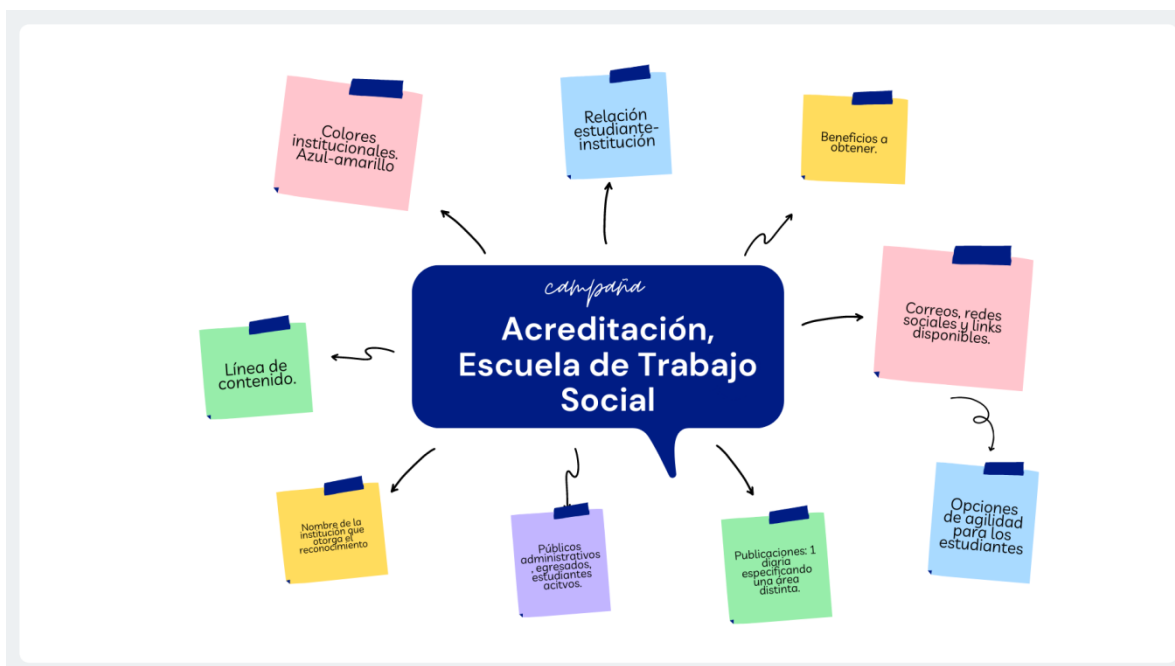 Colores
institucionales.
Azul-amarillo
Relación
estudiante-
institución
Beneficios a
obtener.
campaña
Acreditación,
Escuela de Trabajo
Social
Correos, redes
sociales y links
disponibles.
Línea de
contenido.
Nombre de la
institución que
otorga el
reconocimiento
Públicos
administrativos
, egresados,
estudiantes
acitvos.
Publicaciones: 1
diaria
especificando
una área
distinta.
Opciones
de agilidad
para los
estudiantes